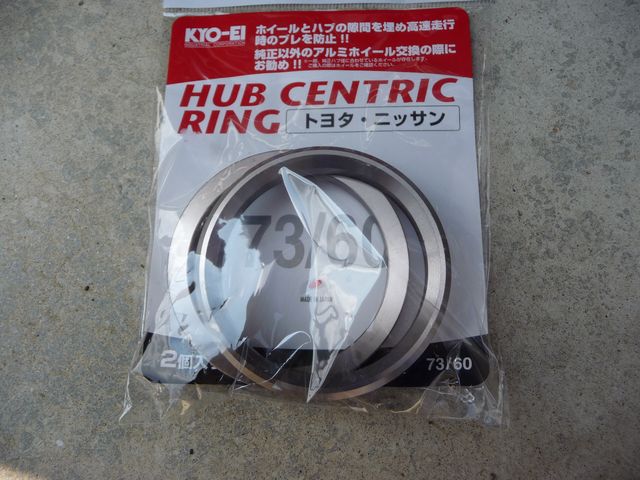 KYO-EI
INDUSTRIAL CORPORATION
ホイールとハブの隙間を埋め高速走行
時のブレを防止!!
純正以外のアルミホイール交換の際に
お勧め!!
HUB CENTRIC
RING
トヨタ・ニッサン
73/60
MADE IN JAPAN
2個入
73/60